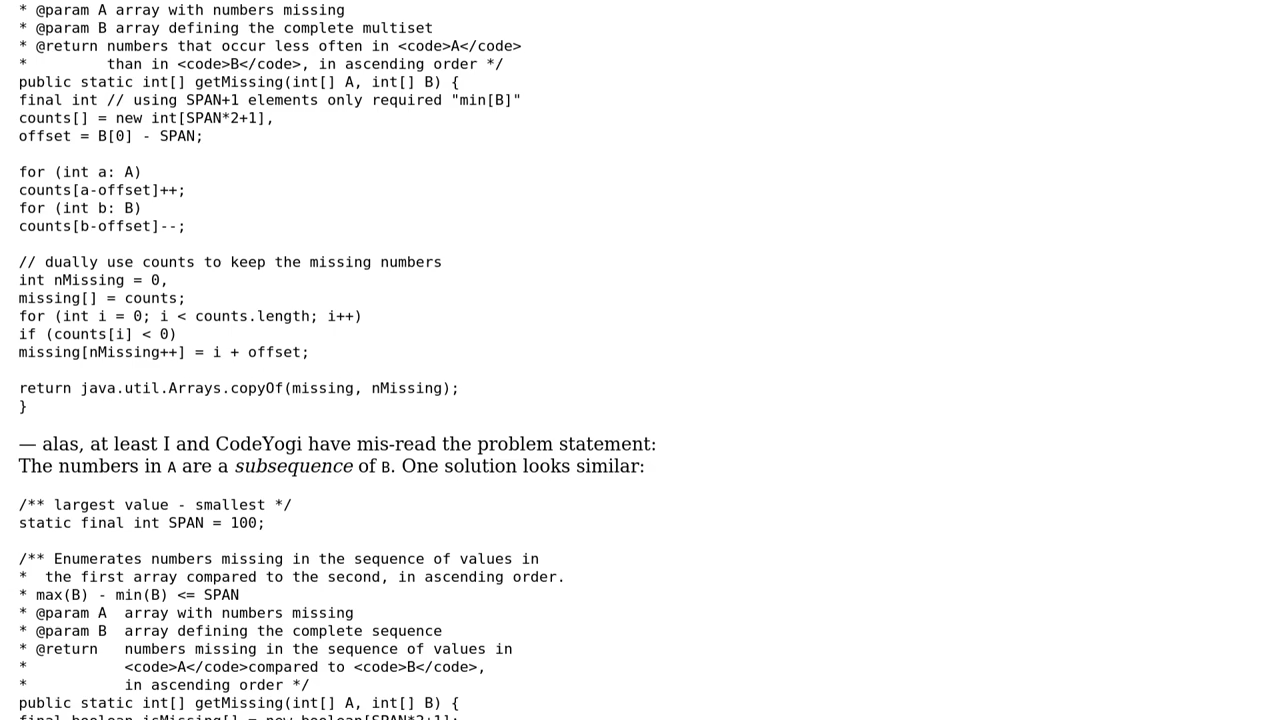 * @param A array with numbers missing
* @param B array defining the complete multiset
* @return numbers that occur less often in <code>A</code>
*         than in <code>B</code>, in ascending order */
public static int[] getMissing(int[] A, int[] B) {
final int // using SPAN+1 elements only required "min[B]"
counts[] = new int[SPAN*2+1],
offset = B[0] - SPAN;

for (int a: A)
counts[a-offset]++;
for (int b: B)
counts[b-offset]--;

// dually use counts to keep the missing numbers
int nMissing = 0,
missing[] = counts;
for (int i = 0; i < counts.length; i++)
if (counts[i] < 0)
missing[nMissing++] = i + offset;

return java.util.Arrays.copyOf(missing, nMissing);
}

— alas, at least I and CodeYogi have mis-read the problem statement:
The numbers in A are a subsequence of B. One solution looks similar:

/** largest value - smallest */
static final int SPAN = 100;

/** Enumerates numbers missing in the sequence of values in
*  the first array compared to the second, in ascending order.
* max(B) - min(B) <= SPAN
* @param A  array with numbers missing
* @param B  array defining the complete sequence
* @return   numbers missing in the sequence of values in
*           <code>A</code>compared to <code>B</code>,
*           in ascending order */
public static int[] getMissing(int[] A, int[] B) {
final boolean isMissing[] = new boolean[SPAN*2+1];